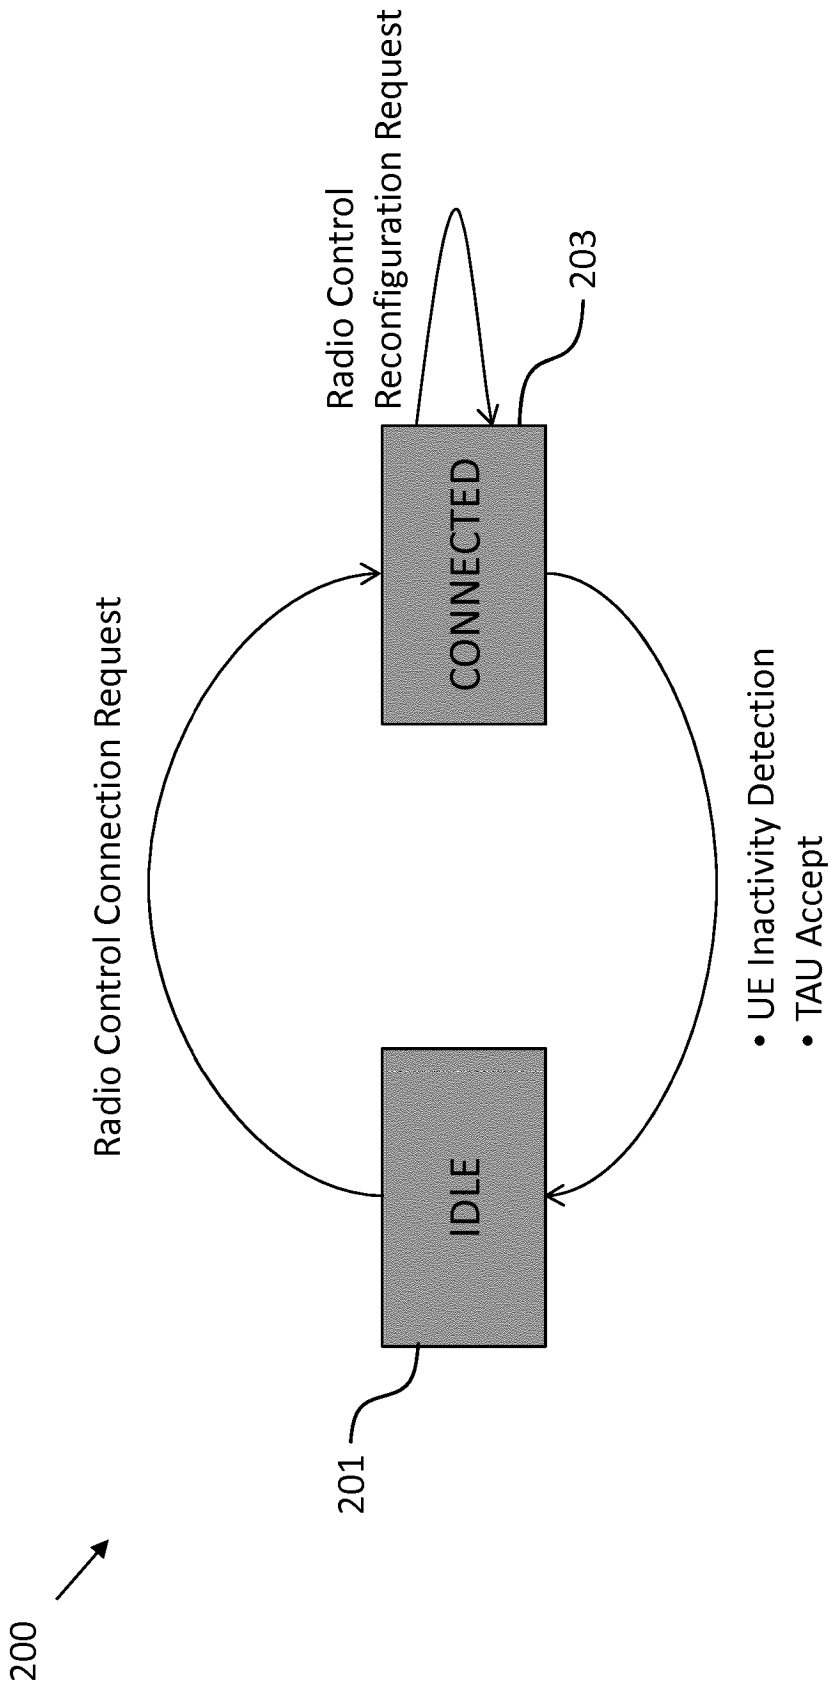 200
Radio Control Connection Request
Radio Control
Reconfiguration Request
201
IDLE
CONNECTED
203
• UE Inactivity Detection
• TAU Accept